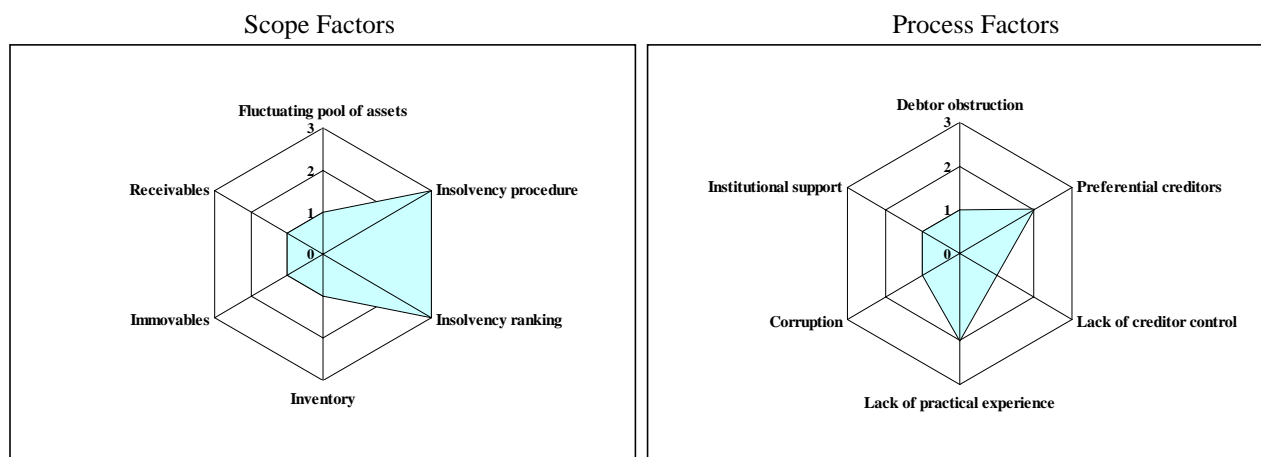 Scope Factors
Process Factors
Fluctuating pool of assets
3
2
1
0
Receivables
Insolvency procedure
Immovables
Insolvency ranking
Inventory
Debtor obstruction
3
2
1
0
Institutional support
Preferential creditors
Corruption
Lack of creditor control
Lack of practical experience